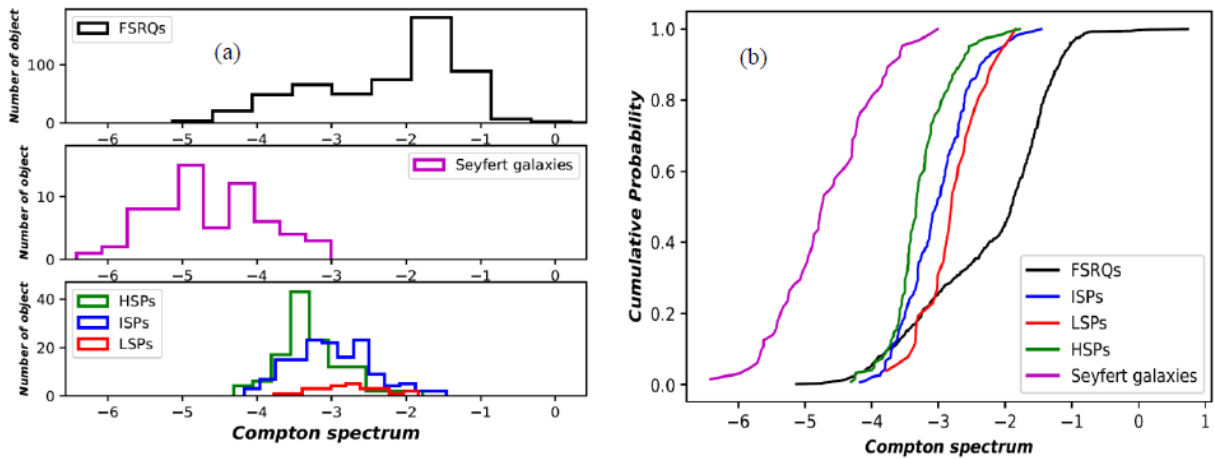 (a)
FSRQs
Number of object
100
0
−6 −5 −4 −3 −2 −1 0
Seyfert galaxies
Number of object
10
0
−6 −5 −4 −3 −2 −1 0
HSPs
ISPs
LSPs
Number of object
40
20
0
−6 −5 −4 −3 −2 −1 0
Compton spectrum
(b)
Cumulative Probability
1.0
0.8
0.6
0.4
0.2
0.0
FSRQs
ISPs
LSPs
HSPs
Seyfert galaxies
−6 −5 −4 −3 −2 −1 0 1
Compton spectrum